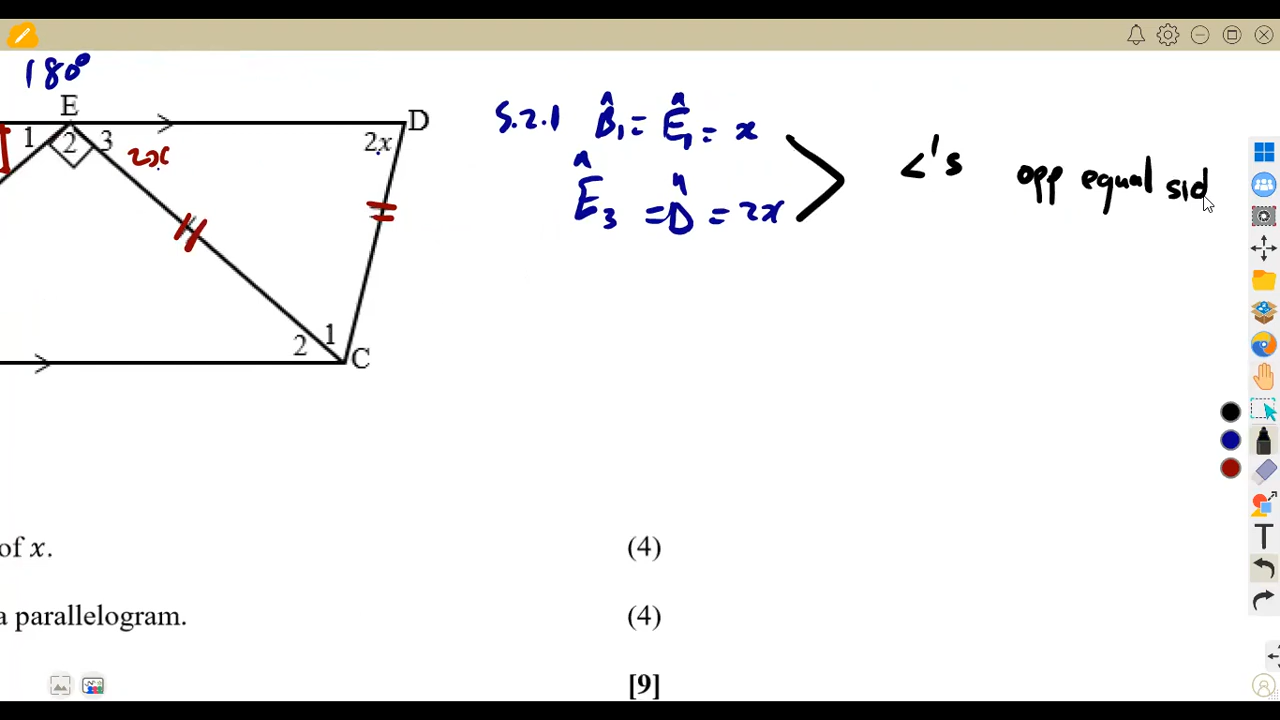 180°
E
D
1 2 3
2x
2x
5.2.1 B̂₁ = Ê₁ = x
Ê₃ = D̂ = 2x
<'s opp equal sid
2 1
C
of x. (4)
a parallelogram. (4)
[9]
T